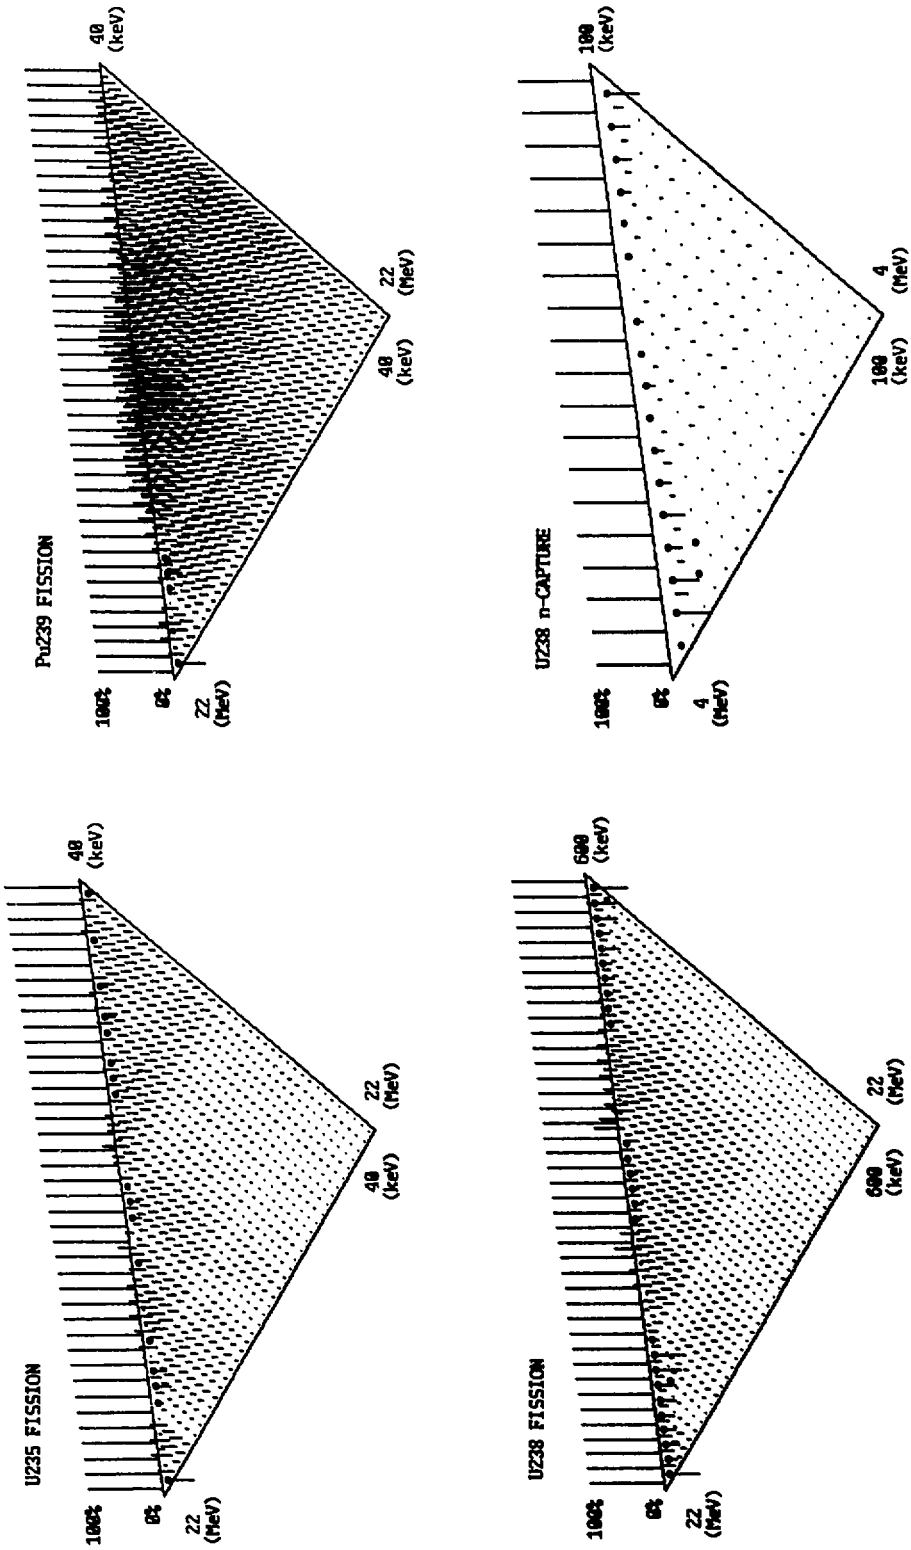 Pu239 FISSION
100%
0%
22
(MeV)
40
(keV)
22
(MeV)
40
(keV)
U238 n-CAPTURE
100%
0%
4
(MeV)
100
(keV)
4
(MeV)
100
(keV)
U235 FISSION
100%
0%
22
(MeV)
40
(keV)
22
(MeV)
40
(keV)
U238 FISSION
100%
0%
22
(MeV)
600
(keV)
22
(MeV)
600
(keV)